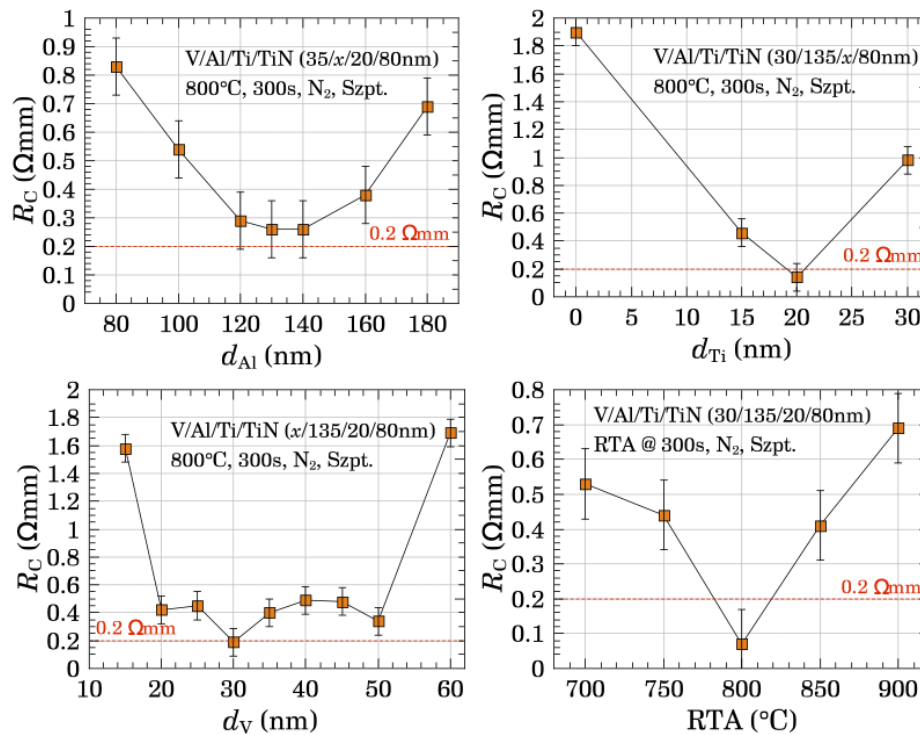 V/Al/Ti/TiN (35/x/20/80nm)
800°C, 300s, N₂, Szpt.
0.2 Ωmm
R_C (Ωmm)
1
0.9
0.8
0.7
0.6
0.5
0.4
0.3
0.2
0.1
0
80 100 120 140 160 180
d_Al (nm)
V/Al/Ti/TiN (30/135/x/80nm)
800°C, 300s, N₂, Szpt.
0.2 Ωmm
R_C (Ωmm)
2
1.8
1.6
1.4
1.2
1
0.8
0.6
0.4
0.2
0
0 5 10 15 20 25 30
d_Ti (nm)
V/Al/Ti/TiN (x/135/20/80nm)
800°C, 300s, N₂, Szpt.
0.2 Ωmm
R_C (Ωmm)
2
1.8
1.6
1.4
1.2
1
0.8
0.6
0.4
0.2
0
10 20 30 40 50 60
d_V (nm)
V/Al/Ti/TiN (30/135/20/80nm)
RTA @ 300s, N₂, Szpt.
0.2 Ωmm
R_C (Ωmm)
0.8
0.7
0.6
0.5
0.4
0.3
0.2
0.1
0
700 750 800 850 900
RTA (°C)